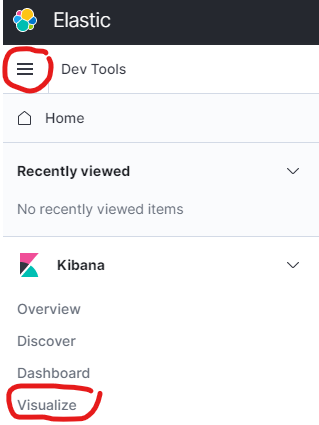 Elastic
Dev Tools
Home
Recently viewed
No recently viewed items
Kibana
Overview
Discover
Dashboard
Visualize